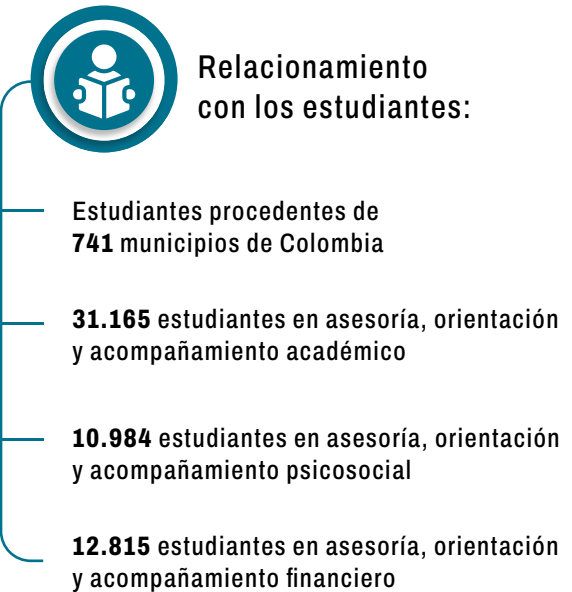 Relacionamiento
con los estudiantes:
Estudiantes procedentes de
741 municipios de Colombia
31.165 estudiantes en asesoría, orientación
y acompañamiento académico
10.984 estudiantes en asesoría, orientación
y acompañamiento psicosocial
12.815 estudiantes en asesoría, orientación
y acompañamiento financiero